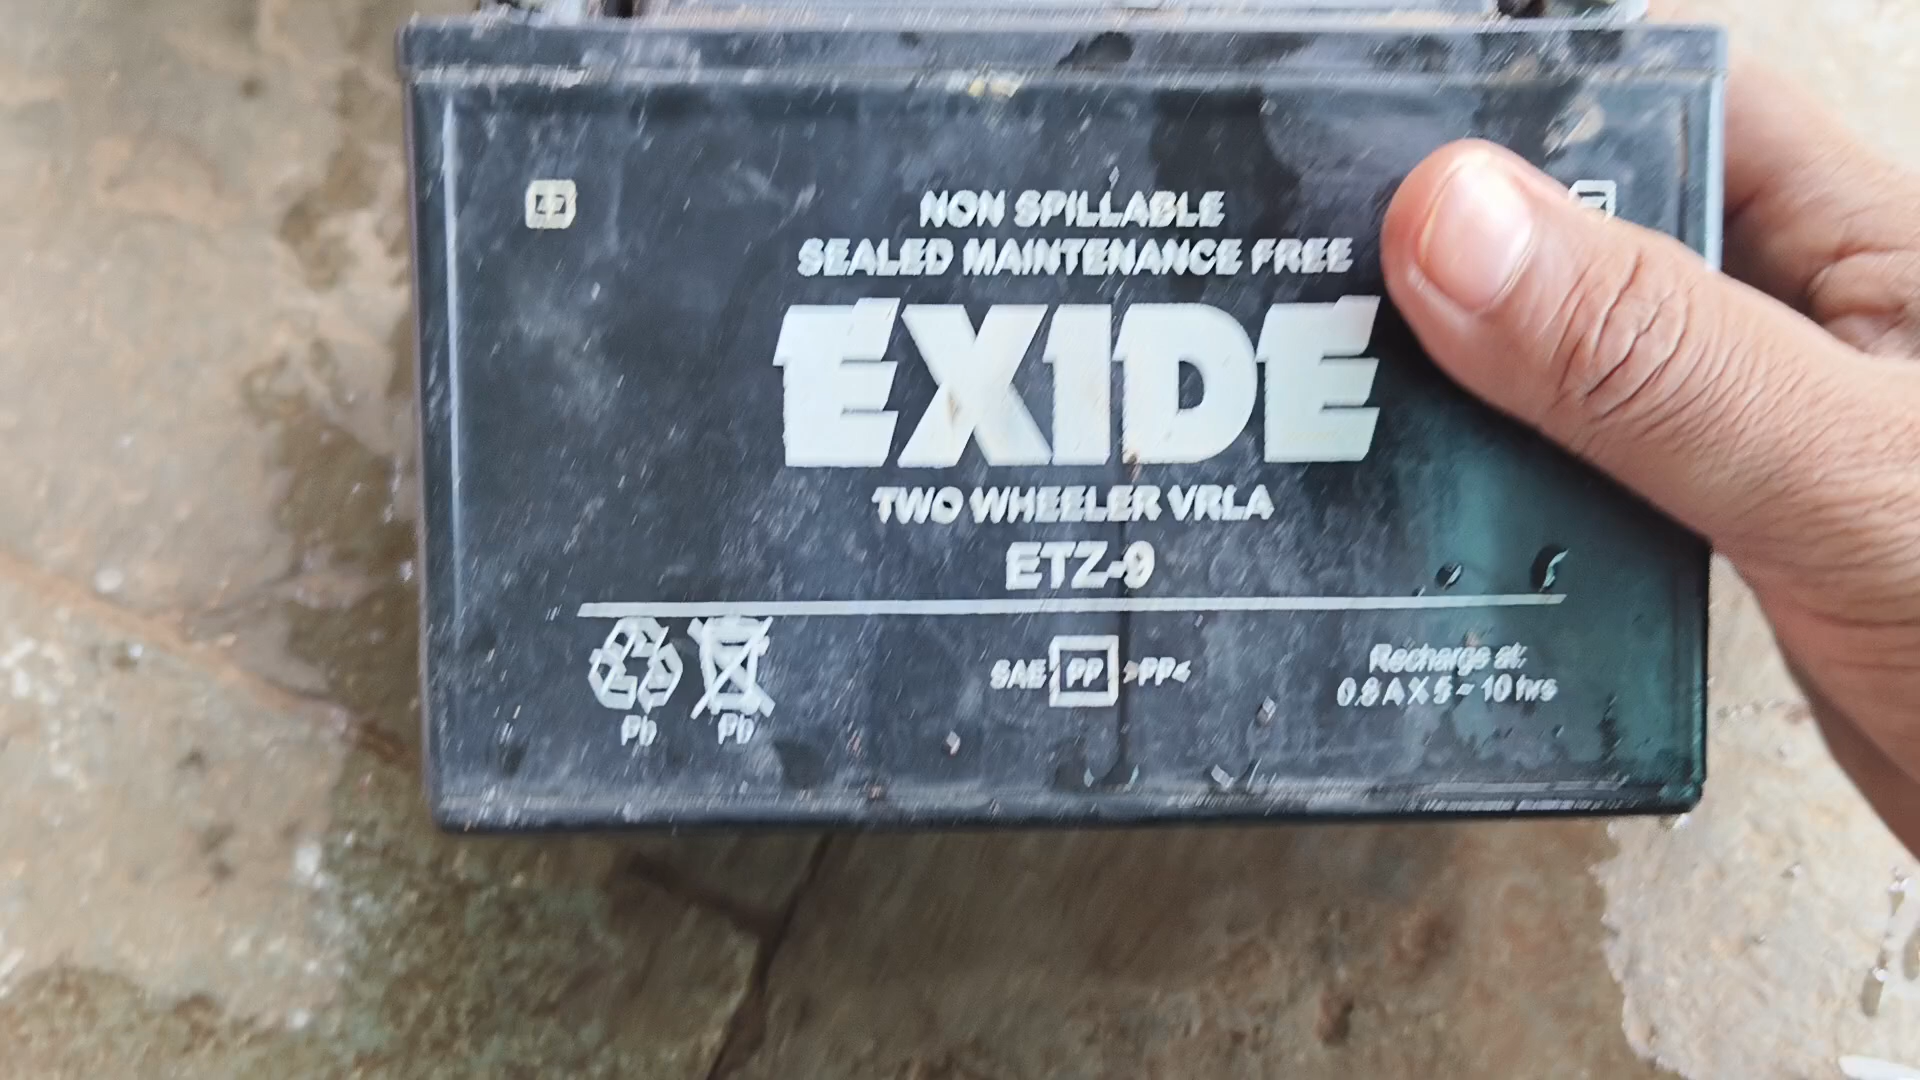 NON SPILLABLE
SEALED MAINTENANCE FREE
EXIDE
TWO WHEELER VRLA
ETZ-9
Pb Pb
SAE PP >PP<
Recharge at:
0.8 A X 5 - 10 hrs